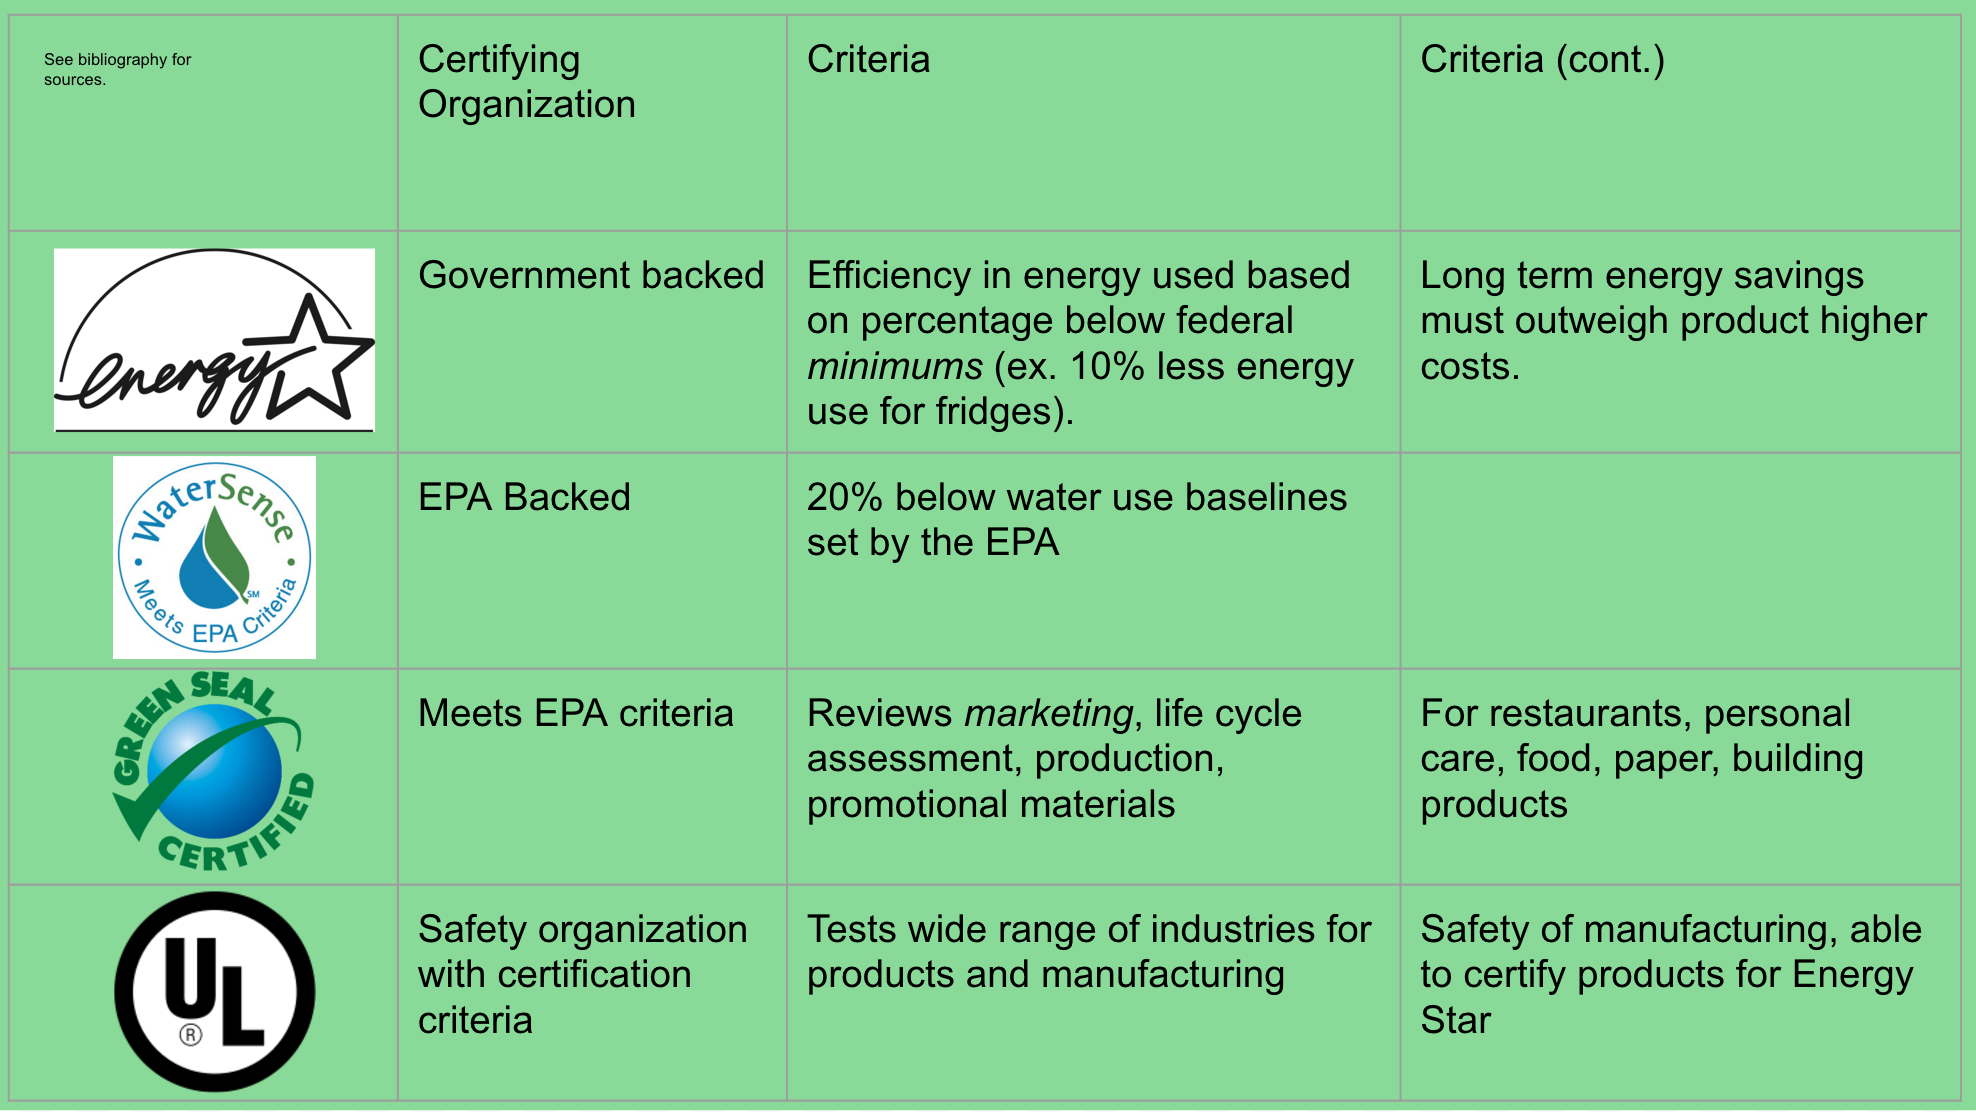 See bibliography for
sources.
Certifying
Organization
Criteria
Criteria (cont.)
energy
Government backed
Efficiency in energy used based
on percentage below federal
minimums (ex. 10% less energy
use for fridges).
Long term energy savings
must outweigh product higher
costs.
WaterSense
SM
• Meets EPA Criteria •
EPA Backed
20% below water use baselines
set by the EPA
GREEN SEAL
CERTIFIED
Meets EPA criteria
Reviews marketing, life cycle
assessment, production,
promotional materials
For restaurants, personal
care, food, paper, building
products
UL
®
Safety organization
with certification
criteria
Tests wide range of industries for
products and manufacturing
Safety of manufacturing, able
to certify products for Energy
Star